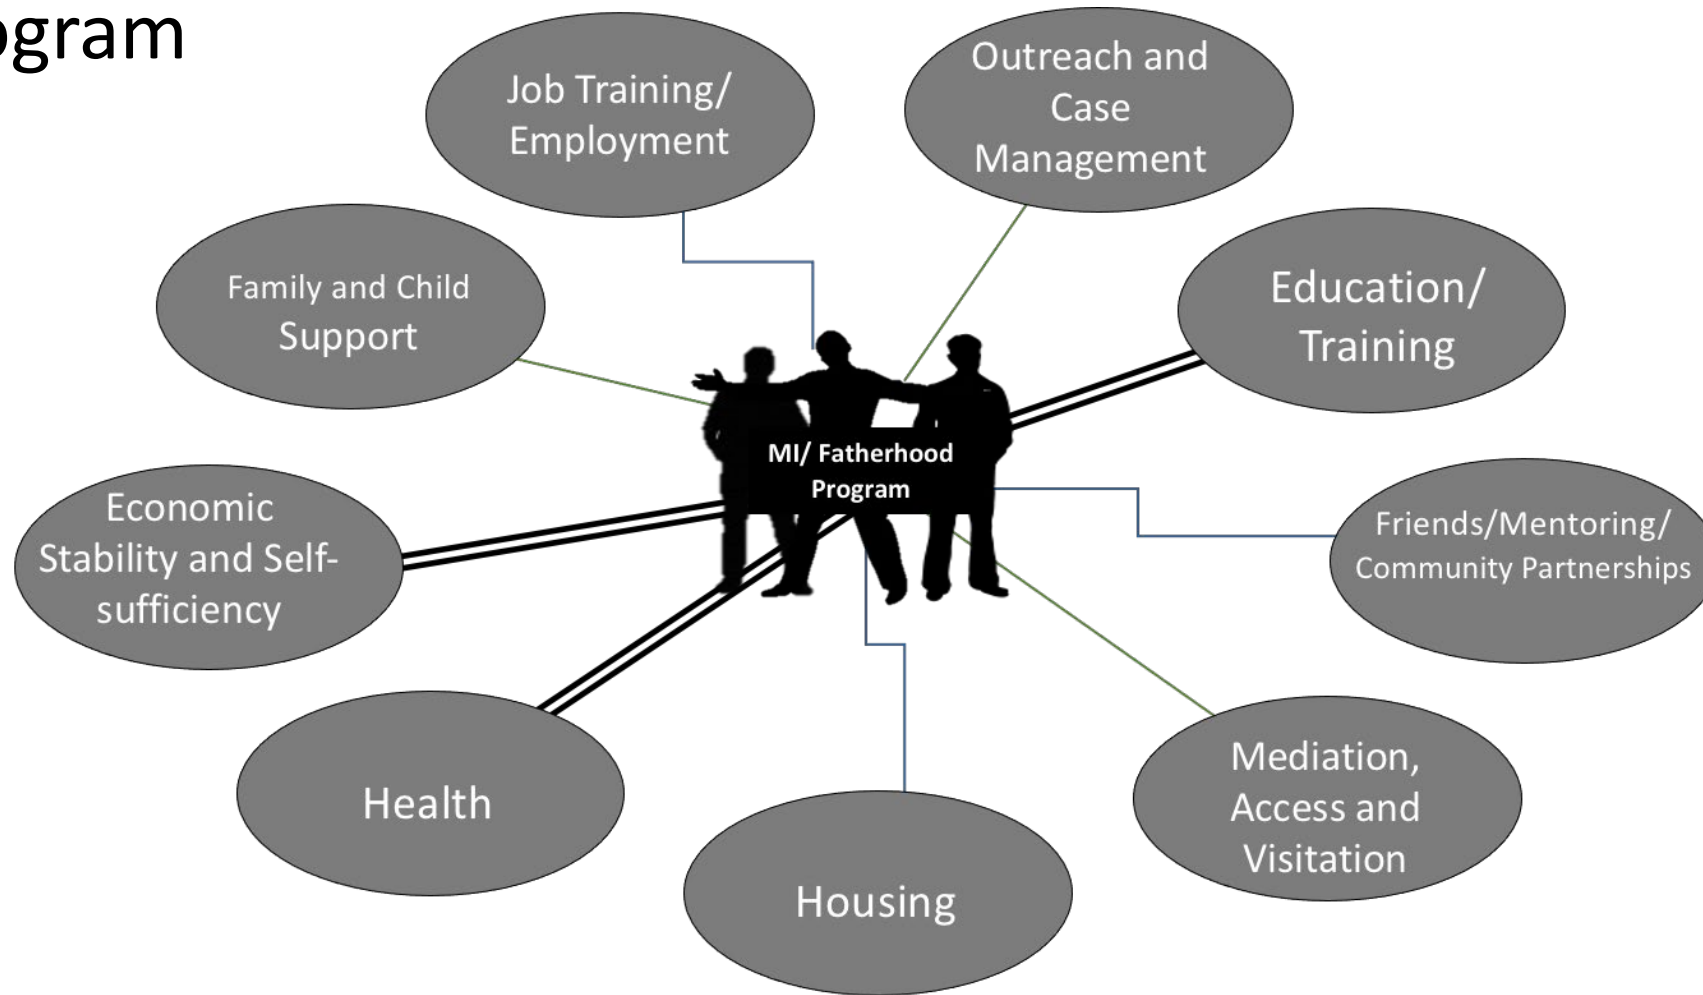 ogram
Job Training/
Employment
Outreach and
Case
Management
Family and Child
Support
Education/
Training
MI/ Fatherhood
Program
Economic
Stability and Self-
sufficiency
Friends/Mentoring/
Community Partnerships
Health
Mediation,
Access and
Visitation
Housing